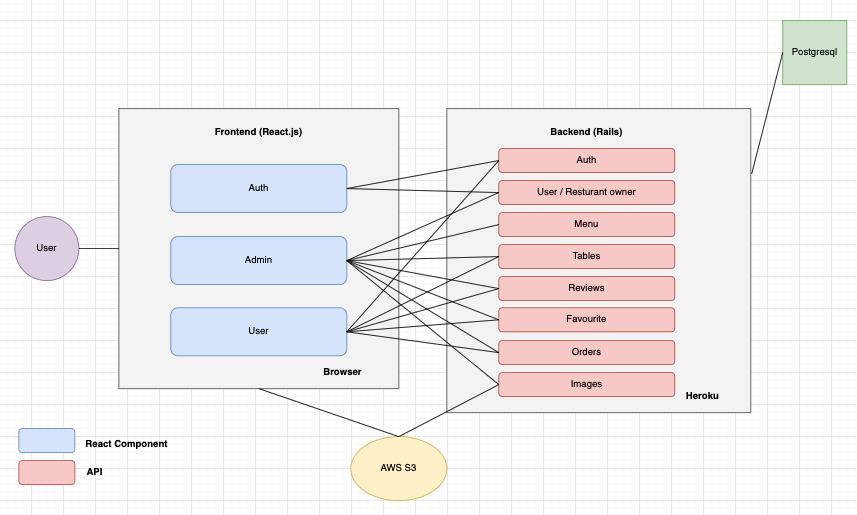 Postgresql
Frontend (React.js)
Backend (Rails)
Auth
Admin
User
Browser
Auth
User / Resturant owner
Menu
Tables
Reviews
Favourite
Orders
Images
Heroku
User
AWS S3
React Component
API